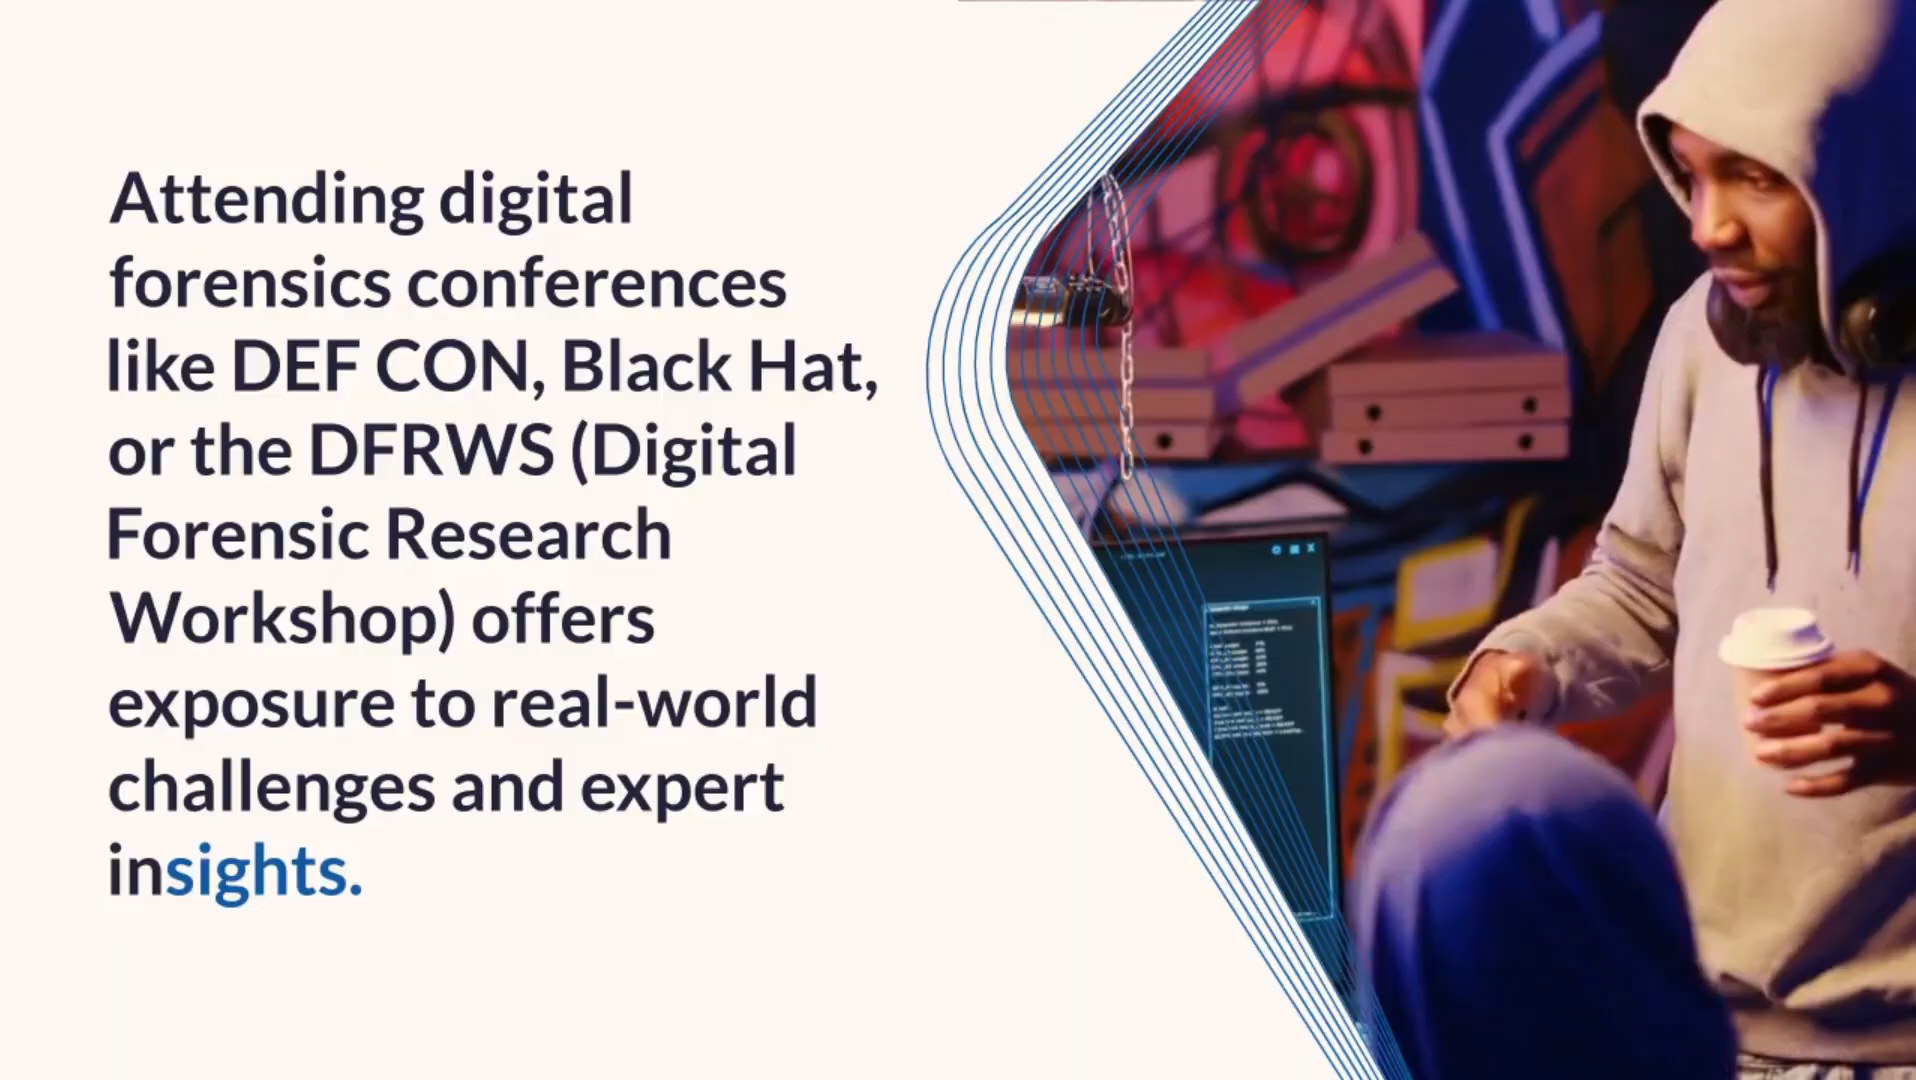 Attending digital
forensics conferences
like DEF CON, Black Hat,
or the DFRWS (Digital
Forensic Research
Workshop) offers
exposure to real-world
challenges and expert
insights.